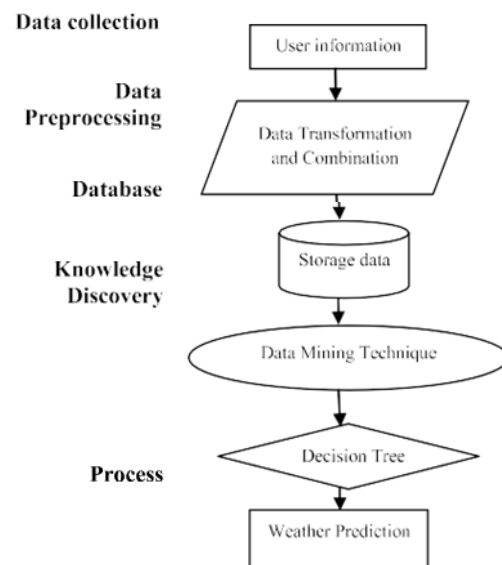 Data collection
User information
Data
Preprocessing
Data Transformation
and Combination
Database
Storage data
Knowledge
Discovery
Data Mining Technique
Decision Tree
Process
Weather Prediction